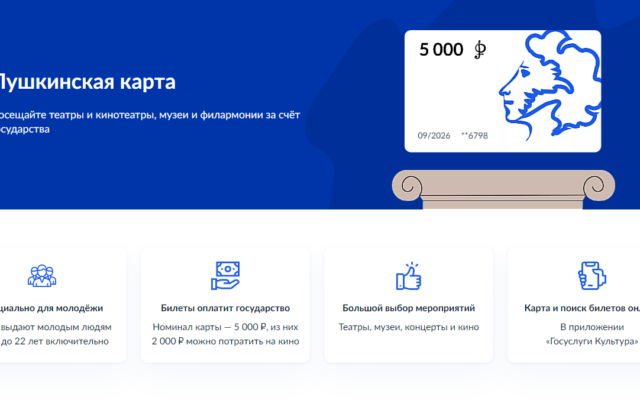 Пушкинская карта
осещайте театры и кинотеатры, музеи и филармонии за счёт
осударства
5 000 ₽
09/2026 **6798
циально для молодёжи
выдают молодым людям
до 22 лет включительно
Билеты оплатит государство
Номинал карты — 5 000 ₽, из них
2 000 ₽ можно потратить на кино
Большой выбор мероприятий
Театры, музеи, концерты и кино
Карта и поиск билетов онл
В приложении
«Госуслуги Культура»